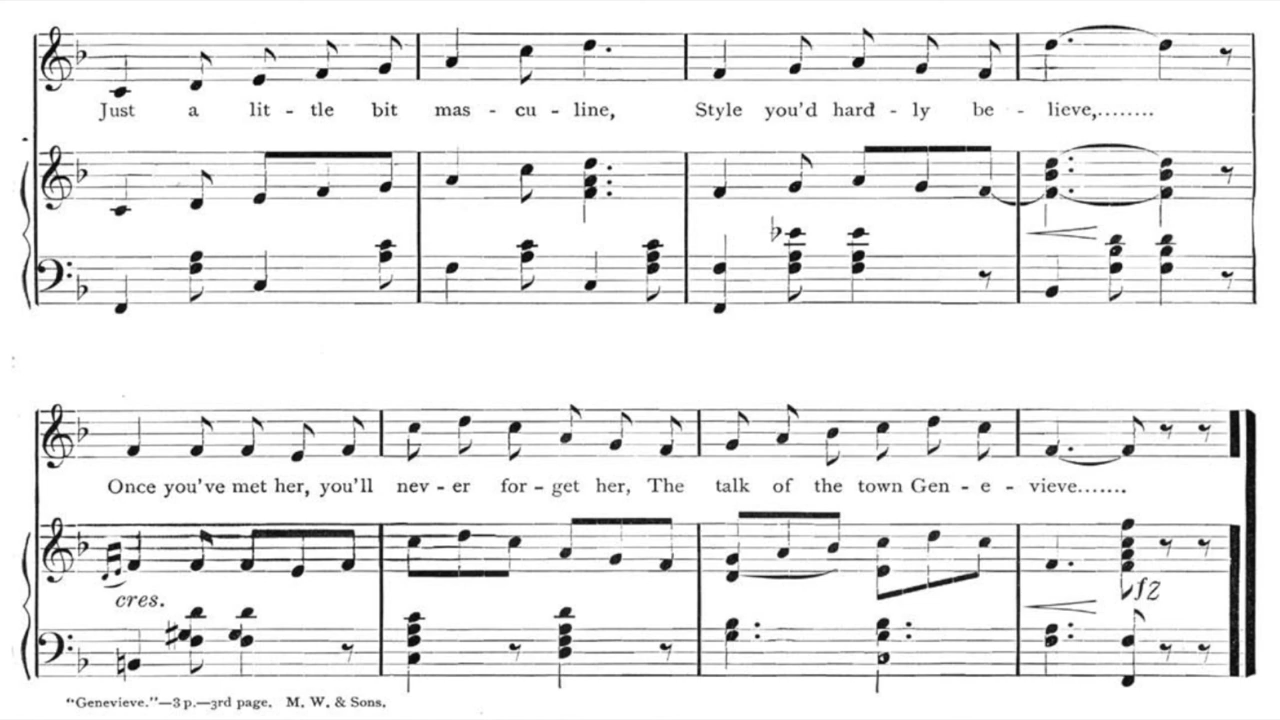 Just a lit - tle bit mas - cu - line, Style you'd hard - ly be - lieve,........
Once you've met her, you'll nev - er for - get her, The talk of the town Gen - e - vieve......
cres.
fz
"Genevieve."—3 p.—3rd page. M. W. & Sons.